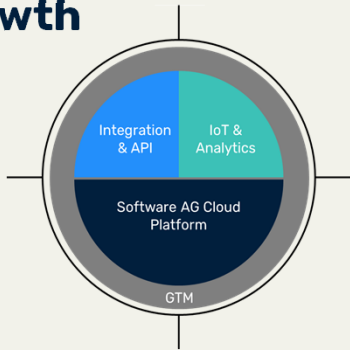 wth
Integration
& API
IoT &
Analytics
Software AG Cloud
Platform
GTM